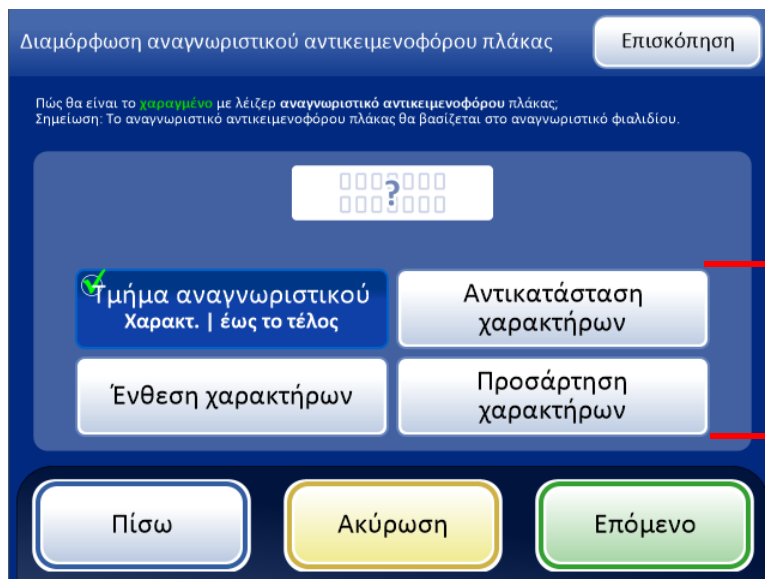 Διαμόρφωση αναγνωριστικού αντικειμενοφόρου πλάκας
Επισκόπηση
Πώς θα είναι το χαραγμένο με λέιζερ αναγνωριστικό αντικειμενοφόρου πλάκας;
Σημείωση: Το αναγνωριστικό αντικειμενοφόρου πλάκας θα βασίζεται στο αναγνωριστικό φιαλιδίου.
?
Τμήμα αναγνωριστικού
Χαρακτ. | έως το τέλος
Αντικατάσταση
χαρακτήρων
Ένθεση χαρακτήρων
Προσάρτηση
χαρακτήρων
Πίσω
Ακύρωση
Επόμενο